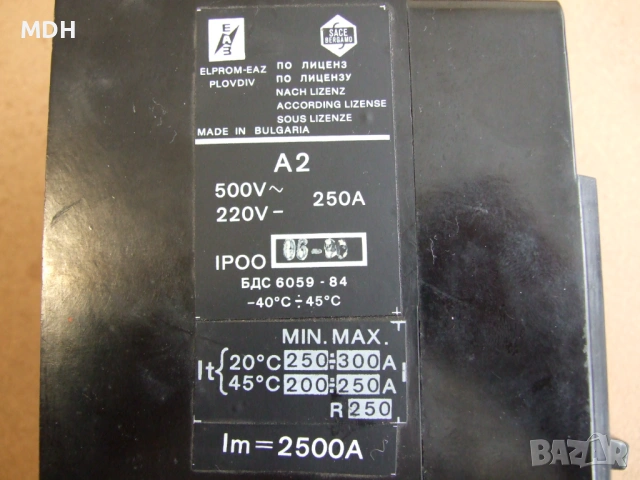 MDH
ЕАЗ
SACE
BERGAMO
ELPROM-EAZ
PLOVDIV
ПО ЛИЦЕНЗ
ПО ЛИЦЕНЗУ
NACH LIZENZ
ACCORDING LIZENSE
SOUS LIZENZE
MADE IN BULGARIA
A2
500V~
220V- 250A
IPOO
БДС 6059 - 84
-40°C ÷ 45°C
MIN. MAX.
It { 20°C 250 ÷ 300 A
45°C 200 ÷ 250 A
R 250
Im = 2500A ~
BAZAR